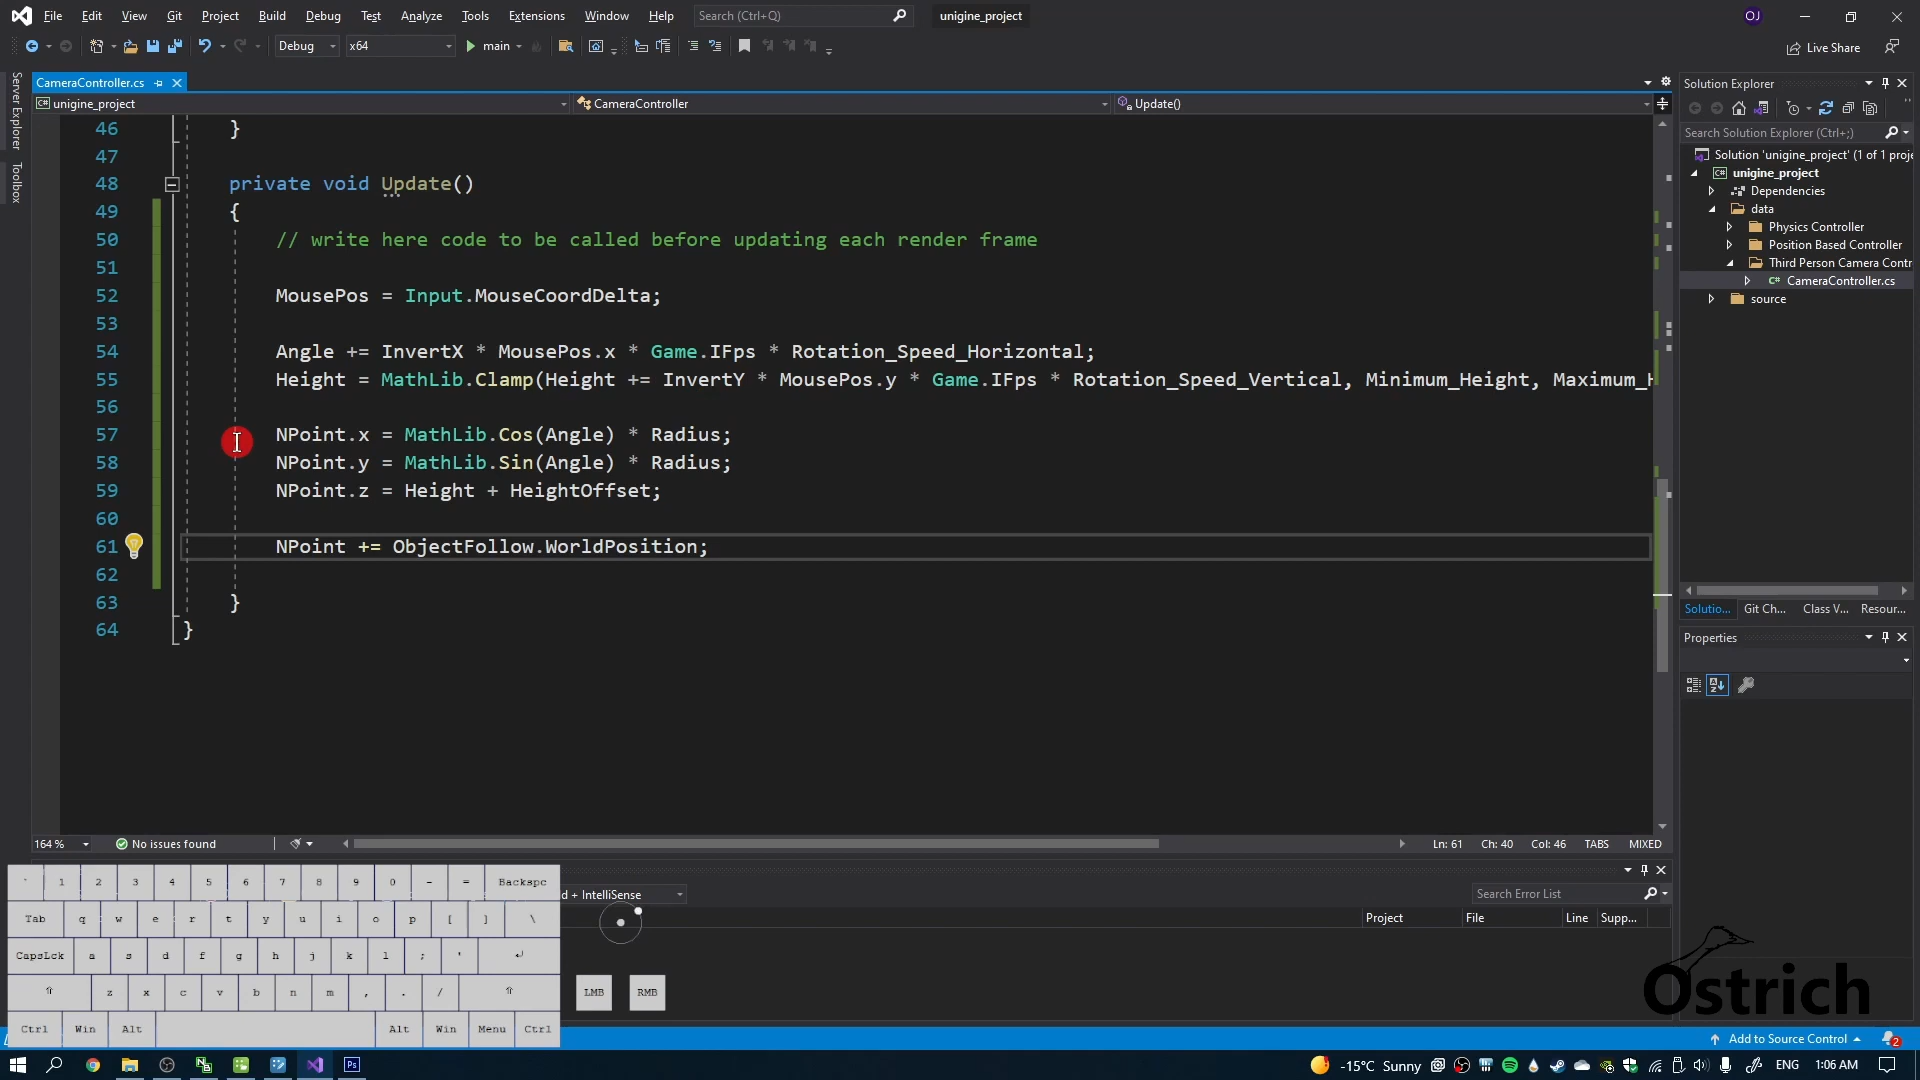 File Edit View Git Project Build Debug Test Analyze Tools Extensions Window Help Search (Ctrl+Q) unigine_project OJ
Debug x64 main Live Share
CameraController.cs Solution Explorer
unigine_project CameraController Update()
Server Explorer
Toolbox
Search Solution Explorer (Ctrl+;)
Solution 'unigine_project' (1 of 1 proje
unigine_project
Dependencies
data
Physics Controller
Position Based Controller
Third Person Camera Contr
CameraController.cs
source
46 }
47
48 private void Update()
49 {
50 // write here code to be called before updating each render frame
51
52 MousePos = Input.MouseCoordDelta;
53
54 Angle += InvertX * MousePos.x * Game.IFps * Rotation_Speed_Horizontal;
55 Height = MathLib.Clamp(Height += InvertY * MousePos.y * Game.IFps * Rotation_Speed_Vertical, Minimum_Height, Maximum_H
56
57 NPoint.x = MathLib.Cos(Angle) * Radius;
58 NPoint.y = MathLib.Sin(Angle) * Radius;
59 NPoint.z = Height + HeightOffset;
60
61 NPoint += ObjectFollow.WorldPosition;
62
63 }
64 }
Solutio... Git Ch... Class V... Resour...
Properties
164 % No issues found Ln: 61 Ch: 40 Col: 46 TABS MIXED
ld + IntelliSense Search Error List
Project File Line Supp...
` 1 2 3 4 5 6 7 8 9 0 - = Backspc
Tab q w e r t y u i o p [ ] \
CapsLck a s d f g h j k l ; '
z x c v b n m , . /
Ctrl Win Alt Alt Win Menu Ctrl
LMB RMB
Ostrich
Add to Source Control 2
-15°C Sunny ENG 1:06 AM